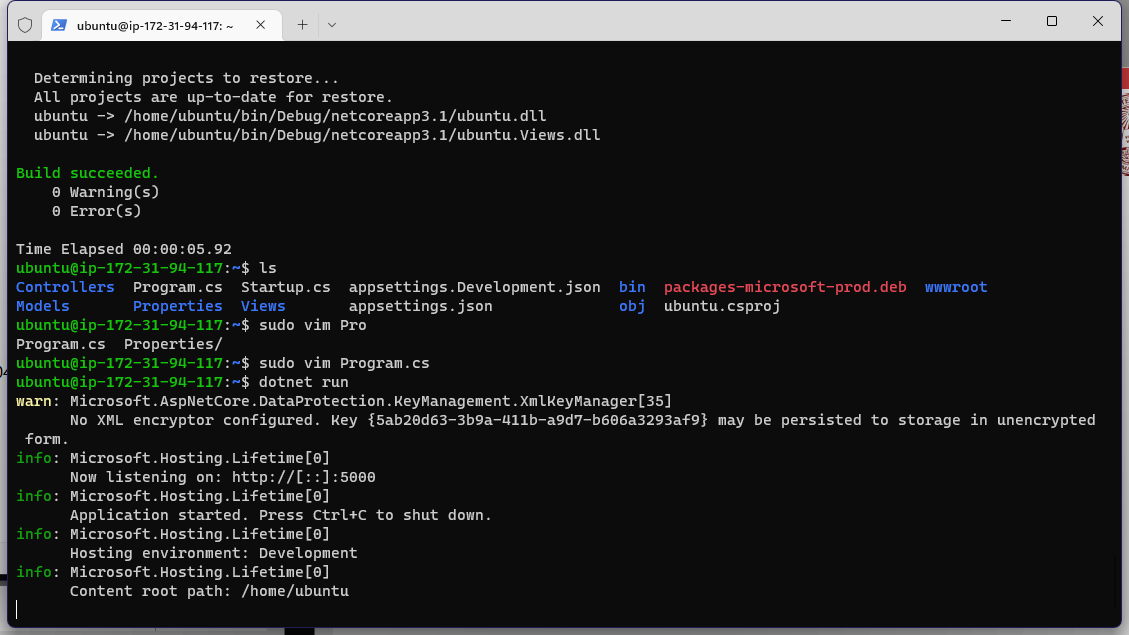 ubuntu@ip-172-31-94-117: ~
Determining projects to restore...
All projects are up-to-date for restore.
ubuntu -> /home/ubuntu/bin/Debug/netcoreapp3.1/ubuntu.dll
ubuntu -> /home/ubuntu/bin/Debug/netcoreapp3.1/ubuntu.Views.dll
Build succeeded.
0 Warning(s)
0 Error(s)
Time Elapsed 00:00:05.92
ubuntu@ip-172-31-94-117:~$ ls
Controllers  Program.cs  Startup.cs  appsettings.Development.json  bin  packages-microsoft-prod.deb  wwwroot
Models       Properties  Views       appsettings.json              obj  ubuntu.csproj
ubuntu@ip-172-31-94-117:~$ sudo vim Pro
Program.cs  Properties/
ubuntu@ip-172-31-94-117:~$ sudo vim Program.cs
ubuntu@ip-172-31-94-117:~$ dotnet run
warn: Microsoft.AspNetCore.DataProtection.KeyManagement.XmlKeyManager[35]
No XML encryptor configured. Key {5ab20d63-3b9a-411b-a9d7-b606a3293af9} may be persisted to storage in unencrypted
form.
info: Microsoft.Hosting.Lifetime[0]
Now listening on: http://[::]:5000
info: Microsoft.Hosting.Lifetime[0]
Application started. Press Ctrl+C to shut down.
info: Microsoft.Hosting.Lifetime[0]
Hosting environment: Development
info: Microsoft.Hosting.Lifetime[0]
Content root path: /home/ubuntu